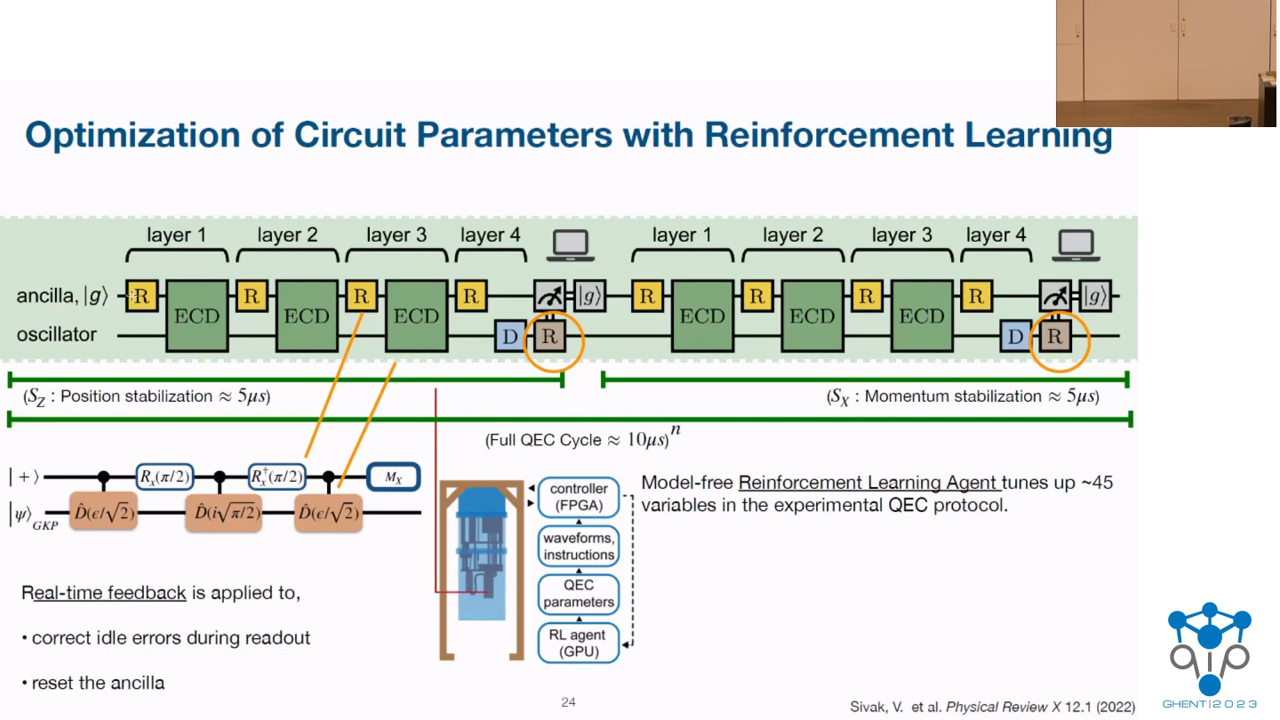 Optimization of Circuit Parameters with Reinforcement Learning
layer 1 layer 2 layer 3 layer 4 layer 1 layer 2 layer 3 layer 4
ancilla, |g⟩ R R R R |g⟩ R R R R |g⟩
ECD ECD ECD ECD ECD ECD
oscillator D R D R
(S_Z : Position stabilization ≈ 5μs) (S_X : Momentum stabilization ≈ 5μs)
(Full QEC Cycle ≈ 10μs)^n
|+⟩ R_x(π/2) R_x^†(π/2) M_X
|ψ⟩_GKP D̂(ϵ/√2) D̂(i√π/2) D̂(ϵ/√2)
controller
(FPGA)
waveforms,
instructions
QEC
parameters
RL agent
(GPU)
Model-free Reinforcement Learning Agent tunes up ~45
variables in the experimental QEC protocol.
Real-time feedback is applied to,
• correct idle errors during readout
• reset the ancilla
24
Sivak, V. et al. Physical Review X 12.1 (2022)
qip
GHENT|2023